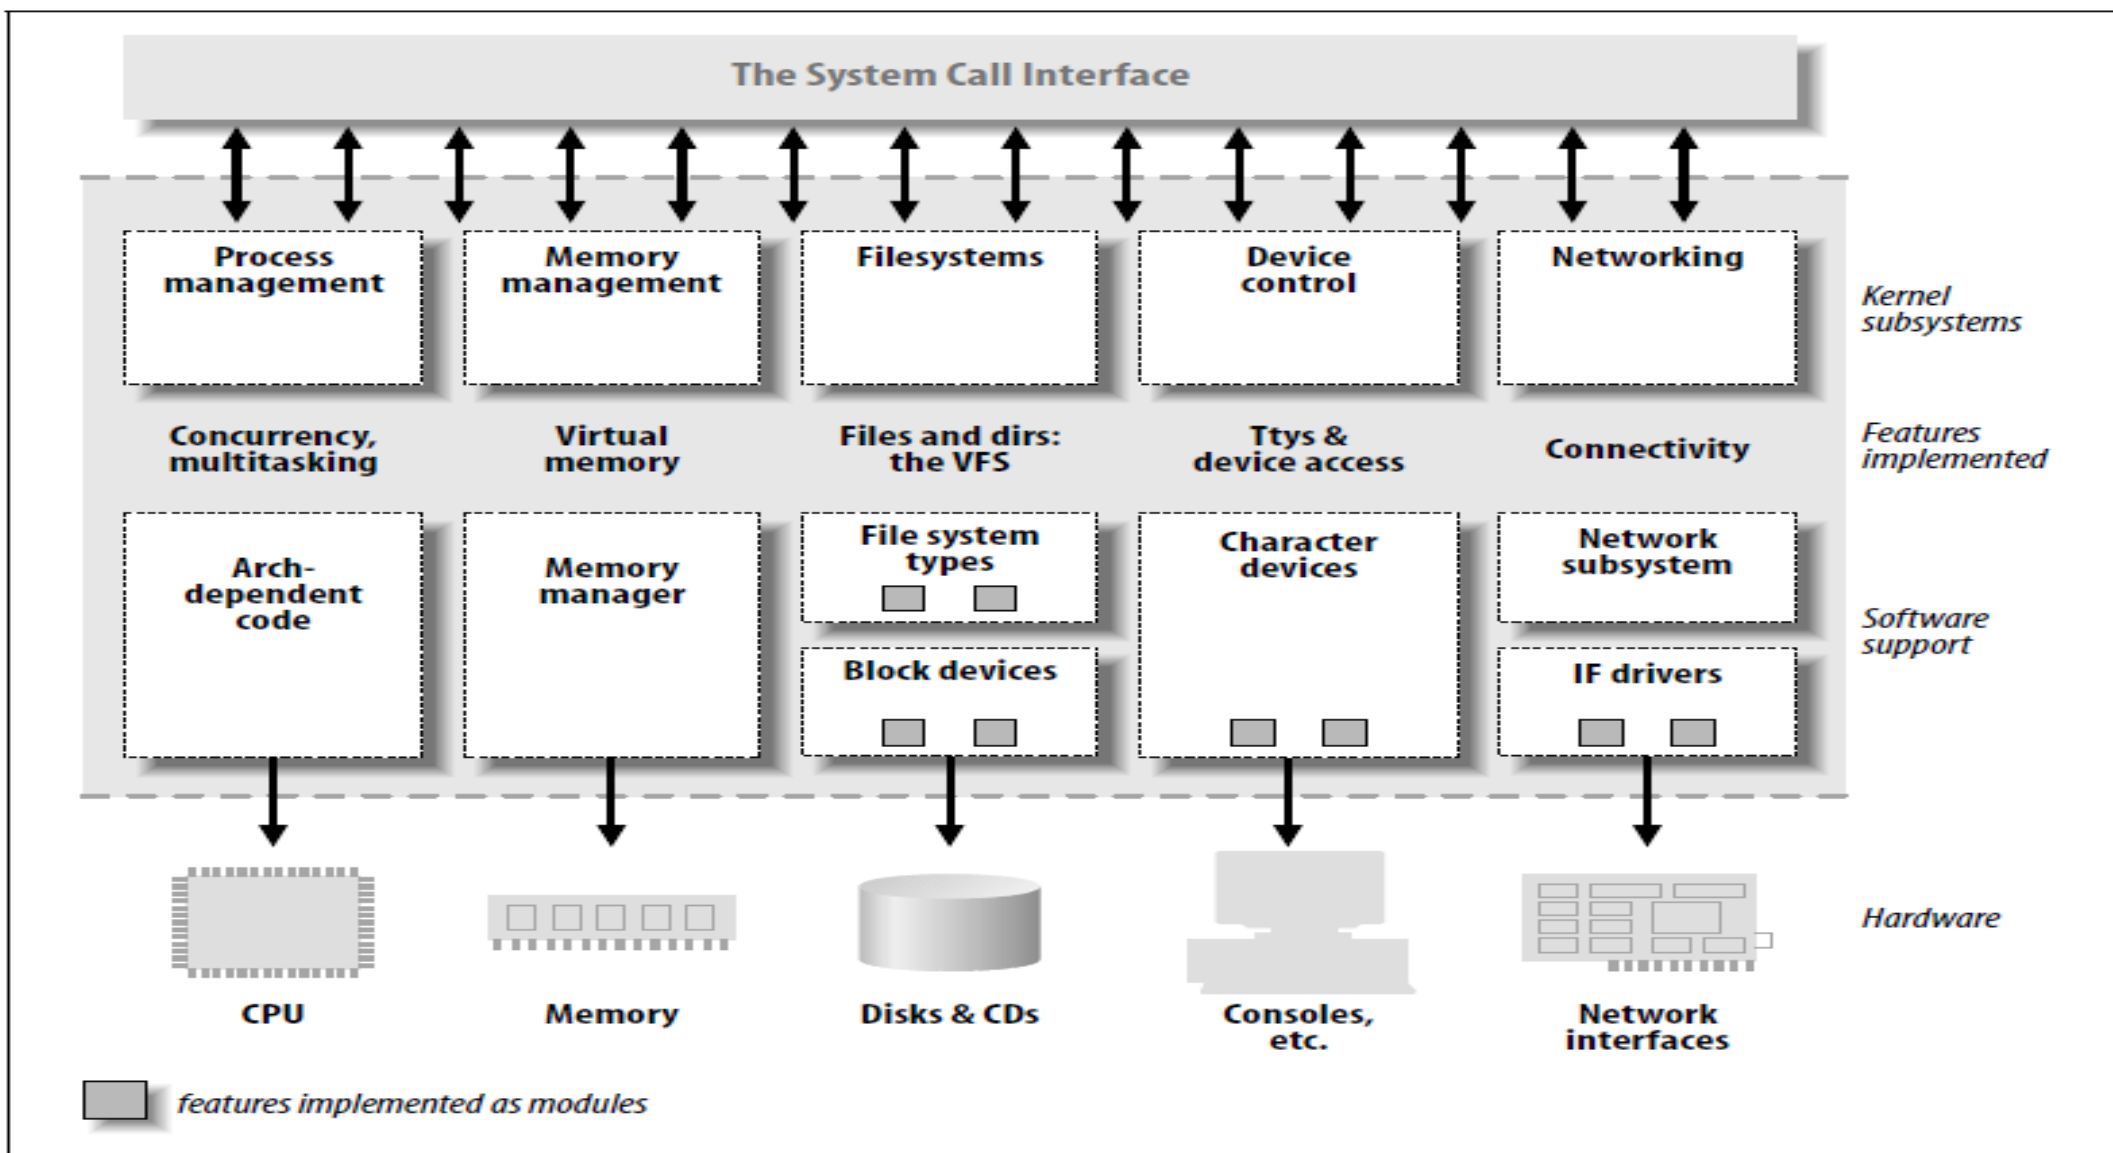 The System Call Interface
Process
management
Memory
management
Filesystems
Device
control
Networking
Kernel
subsystems
Concurrency,
multitasking
Virtual
memory
Files and dirs:
the VFS
Ttys &
device access
Connectivity
Features
implemented
Arch-
dependent
code
Memory
manager
File system
types
Block devices
Character
devices
Network
subsystem
IF drivers
Software
support
CPU
Memory
Disks & CDs
Consoles,
etc.
Network
interfaces
Hardware
features implemented as modules